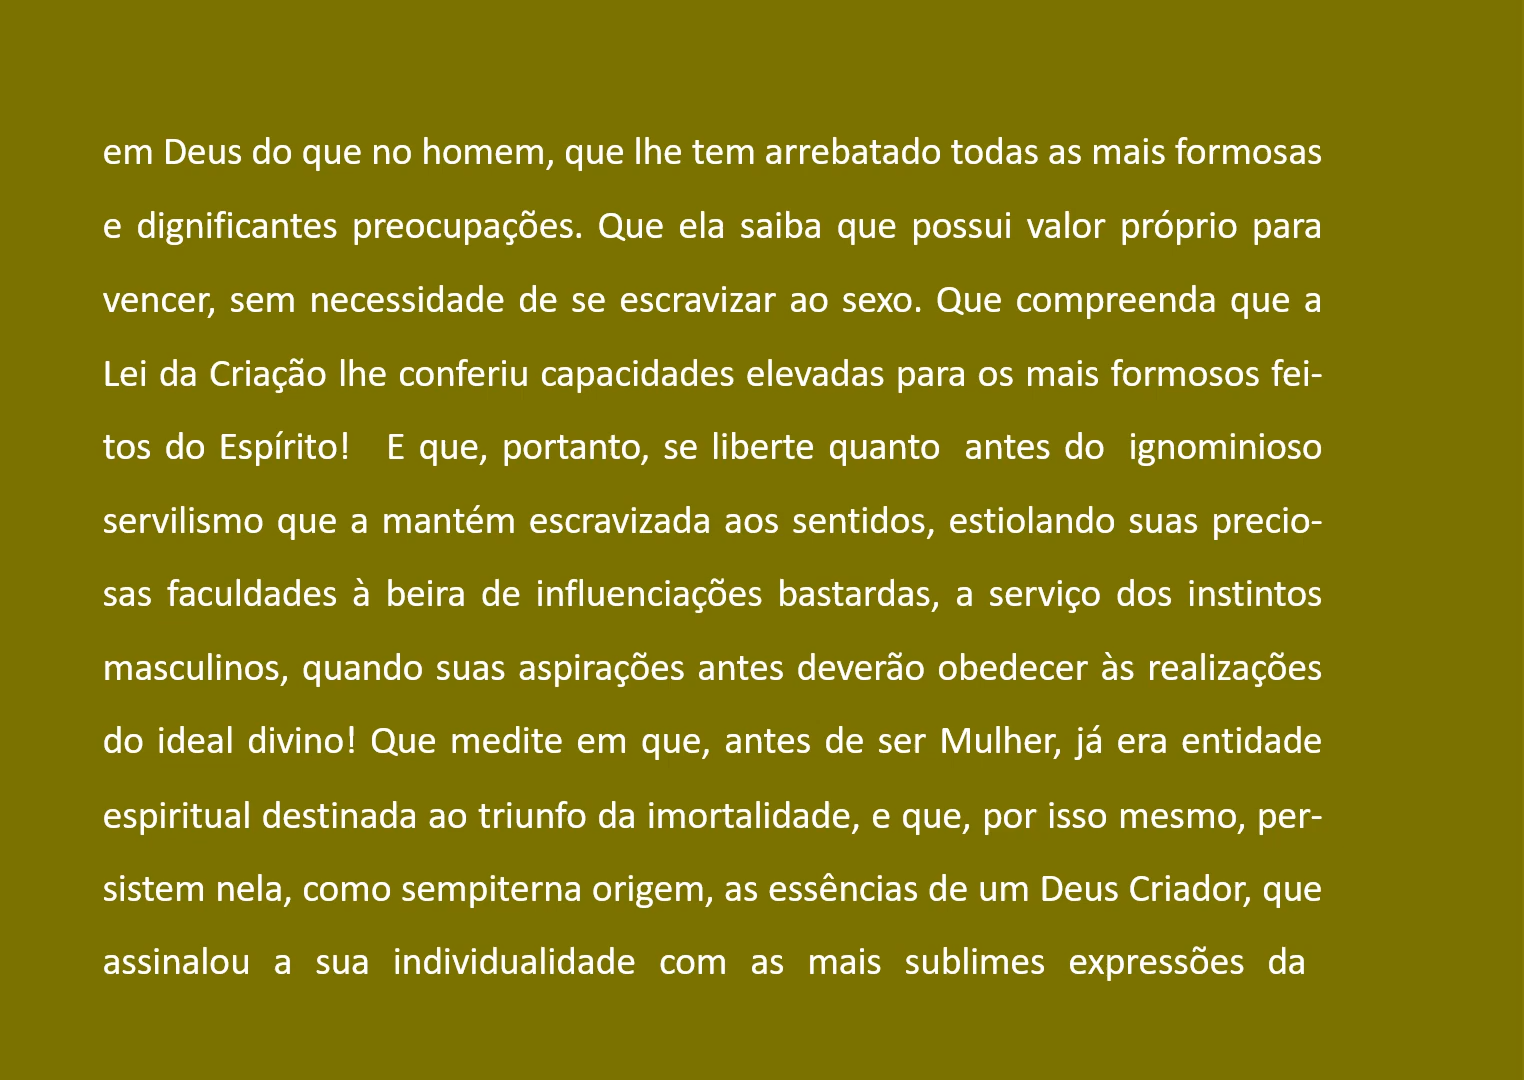 em Deus do que no homem, que lhe tem arrebatado todas as mais formosas
e dignificantes preocupações. Que ela saiba que possui valor próprio para
vencer, sem necessidade de se escravizar ao sexo. Que compreenda que a
Lei da Criação lhe conferiu capacidades elevadas para os mais formosos fei-
tos do Espírito! E que, portanto, se liberte quanto antes do ignominioso
servilismo que a mantém escravizada aos sentidos, estiolando suas precio-
sas faculdades à beira de influenciações bastardas, a serviço dos instintos
masculinos, quando suas aspirações antes deverão obedecer às realizações
do ideal divino! Que medite em que, antes de ser Mulher, já era entidade
espiritual destinada ao triunfo da imortalidade, e que, por isso mesmo, per-
sistem nela, como sempiterna origem, as essências de um Deus Criador, que
assinalou a sua individualidade com as mais sublimes expressões da